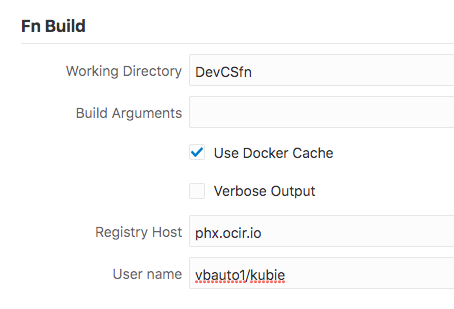 Fn Build
Working Directory DevCSfn
Build Arguments
Use Docker Cache
Verbose Output
Registry Host phx.ocir.io
User name vbauto1/kubie